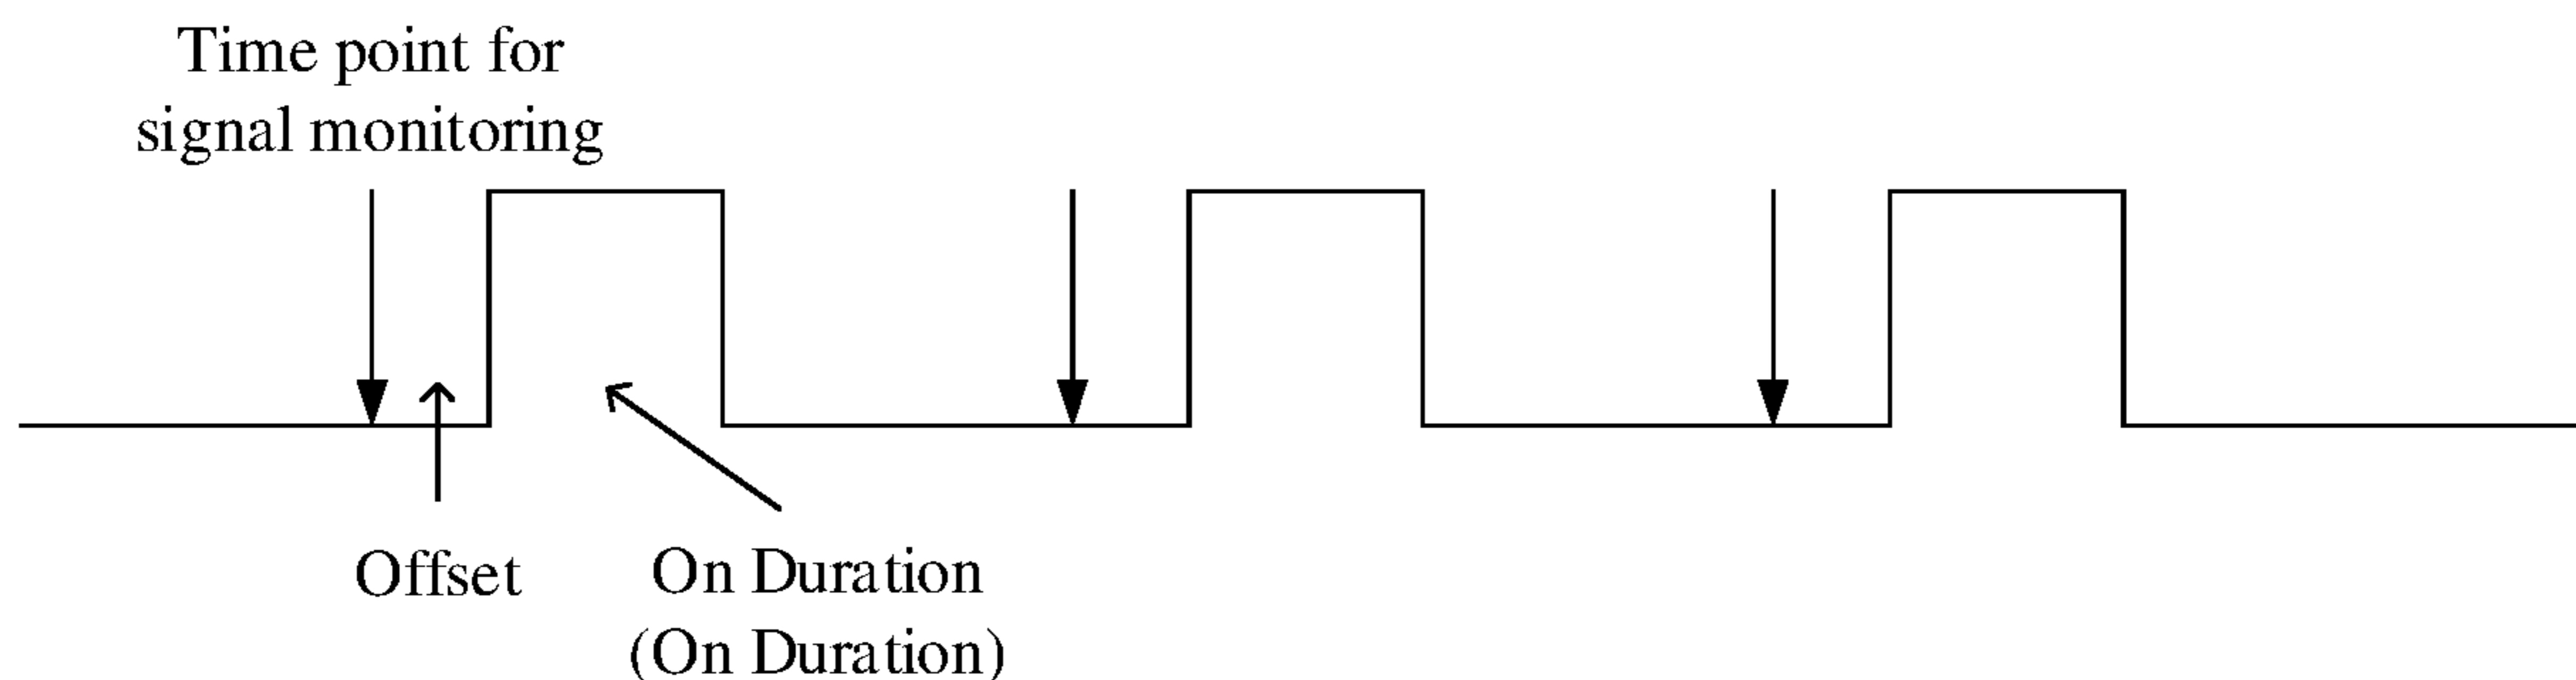 Time point for
signal monitoring
Offset
On Duration
(On Duration)